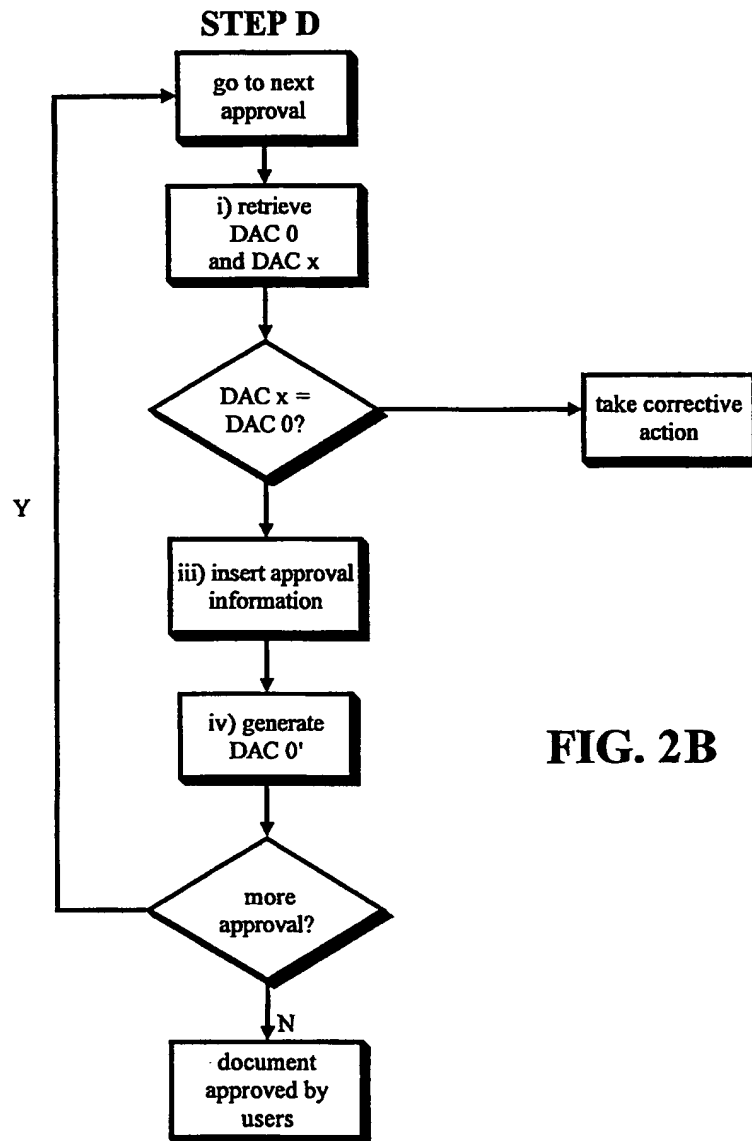 STEP D
go to next
approval
i) retrieve
DAC 0
and DAC x
DAC x =
DAC 0?
take corrective
action
Y
iii) insert approval
information
iv) generate
DAC 0'
FIG. 2B
more
approval?
N
document
approved by
users